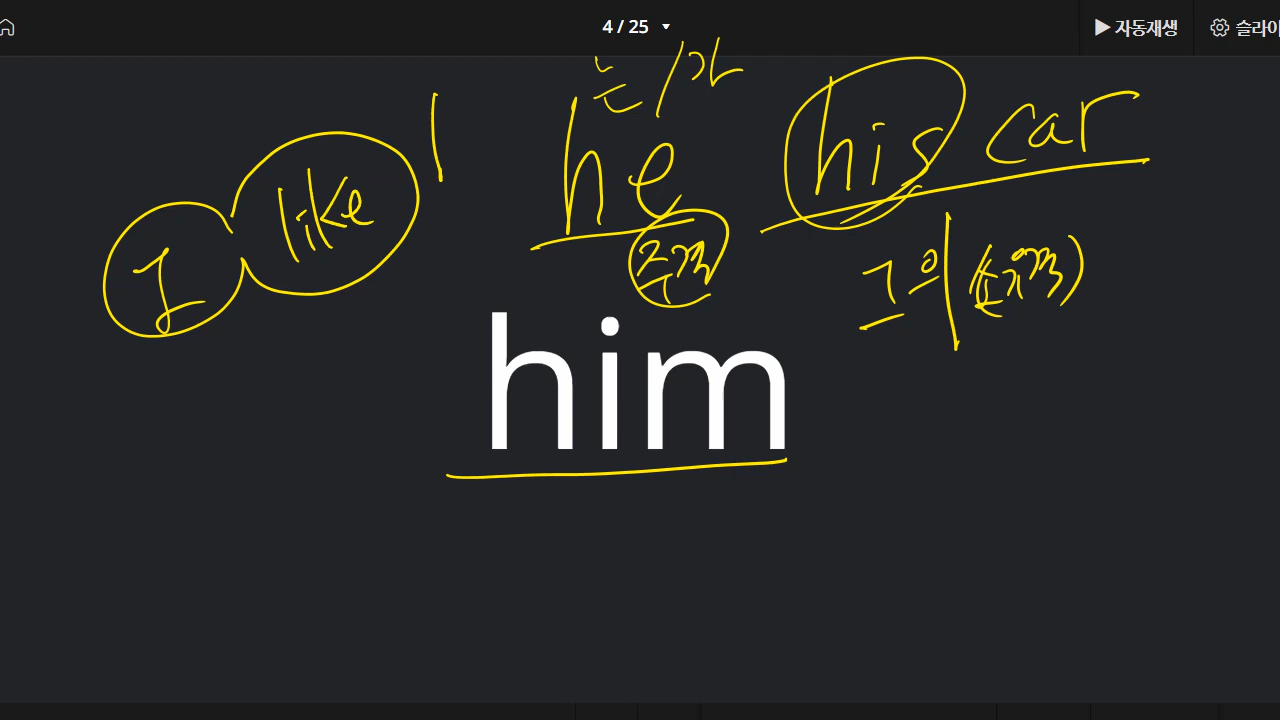 4 / 25 ▼ ▶ 자동재생 슬라이
는/가
I like he his car
주격 그의 (소유격)
him